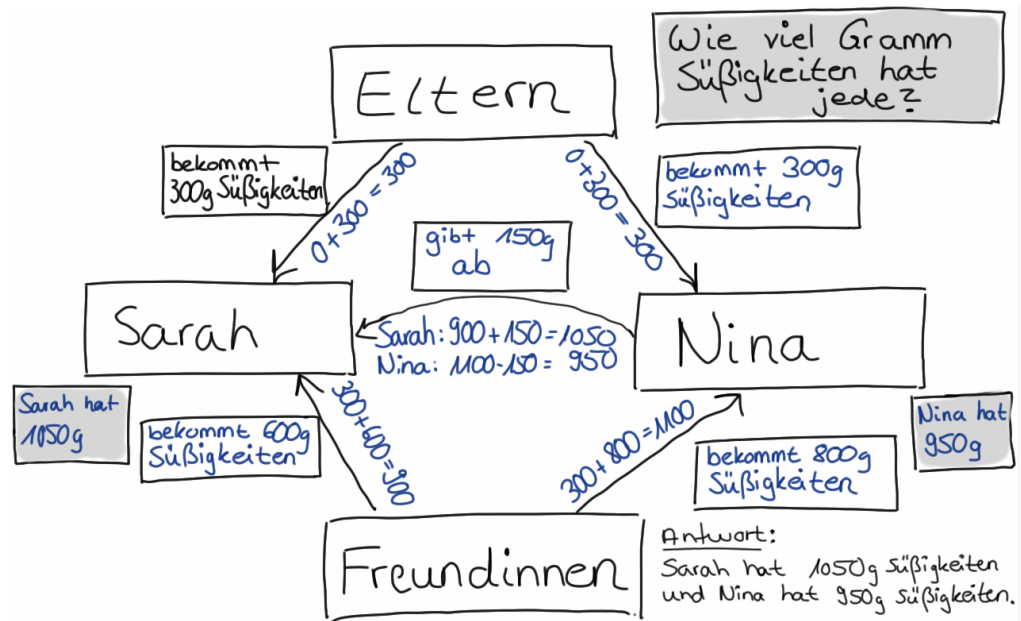 Wie viel Gramm
Süßigkeiten hat
jede?
Eltern
bekommt
300g Süßigkeiten
0+300=300
0+300=300
bekommt 300g
Süßigkeiten
gibt 150g
ab
Sarah
Sarah: 900+150=1050
Nina: 1100-150= 950
Nina
Sarah hat
1050g
bekommt 600g
Süßigkeiten
300+600=900
300+800=1100
bekommt 800g
Süßigkeiten
Nina hat
950g
Freundinnen
Antwort:
Sarah hat 1050g Süßigkeiten
und Nina hat 950g Süßigkeiten.